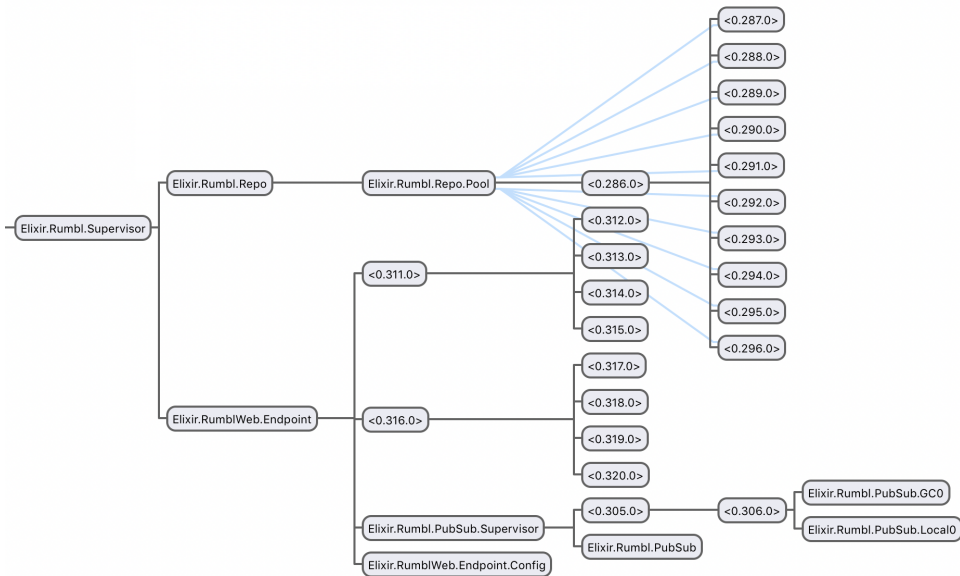 <0.287.0>
<0.288.0>
<0.289.0>
<0.290.0>
<0.291.0>
Elixir.Rumbl.Repo
Elixir.Rumbl.Repo.Pool
<0.286.0>
<0.292.0>
<0.312.0>
Elixir.Rumbl.Supervisor
<0.293.0>
<0.313.0>
<0.311.0>
<0.294.0>
<0.314.0>
<0.295.0>
<0.315.0>
<0.296.0>
<0.317.0>
<0.318.0>
Elixir.RumblWeb.Endpoint
<0.316.0>
<0.319.0>
<0.320.0>
Elixir.Rumbl.PubSub.GC0
<0.305.0>
<0.306.0>
Elixir.Rumbl.PubSub.Supervisor
Elixir.Rumbl.PubSub.Local0
Elixir.Rumbl.PubSub
Elixir.RumblWeb.Endpoint.Config